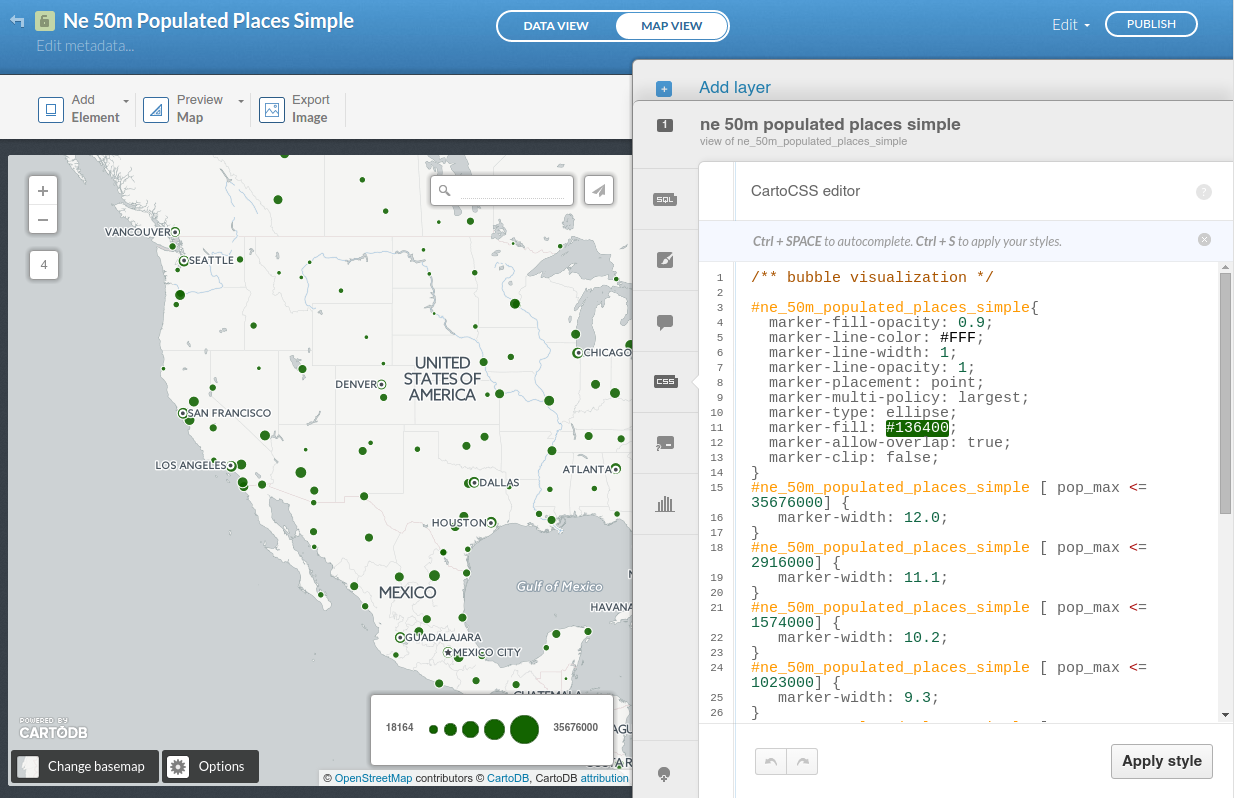 Ne 50m Populated Places Simple
Edit metadata...
DATA VIEW
MAP VIEW
Edit
PUBLISH
Add
Element
Preview
Map
Export
Image
Add layer
1
ne 50m populated places simple
view of ne_50m_populated_places_simple
+
−
4
VANCOUVER
SEATTLE
CHICAGO
UNITED
STATES OF
AMERICA
DENVER
SAN FRANCISCO
LOS ANGELES
ATLANTA
DALLAS
HOUSTON
Gulf of Mexico
MEXICO
HAVANA
GUADALAJARA
MEXICO CITY
GUATEMALA
18164
35676000
POWERED BY
CARTODB
Change basemap
Options
© OpenStreetMap contributors © CartoDB, CartoDB attribution
SQL
CSS
CartoCSS editor
?
Ctrl + SPACE to autocomplete. Ctrl + S to apply your styles.
1 /** bubble visualization */
2
3 #ne_50m_populated_places_simple{
4 marker-fill-opacity: 0.9;
5 marker-line-color: #FFF;
6 marker-line-width: 1;
7 marker-line-opacity: 1;
8 marker-placement: point;
9 marker-multi-policy: largest;
10 marker-type: ellipse;
11 marker-fill: #136400;
12 marker-allow-overlap: true;
13 marker-clip: false;
14 }
15 #ne_50m_populated_places_simple [ pop_max <=
35676000] {
16 marker-width: 12.0;
17 }
18 #ne_50m_populated_places_simple [ pop_max <=
2916000] {
19 marker-width: 11.1;
20 }
21 #ne_50m_populated_places_simple [ pop_max <=
1574000] {
22 marker-width: 10.2;
23 }
24 #ne_50m_populated_places_simple [ pop_max <=
1023000] {
25 marker-width: 9.3;
26 }
Apply style